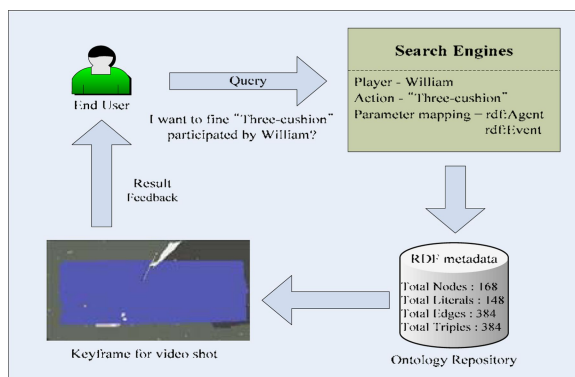 End User
Query
I want to fine “Three-cushion”
participated by William?
Search Engines
Player - William
Action - “Three-cushion”
Parameter mapping - rdf:Agent
rdf:Event
RDF metadata
Total Nodes : 168
Total Literals : 148
Total Edges : 384
Total Triples : 384
Ontology Repository
Keyframe for video shot
Result
Feedback